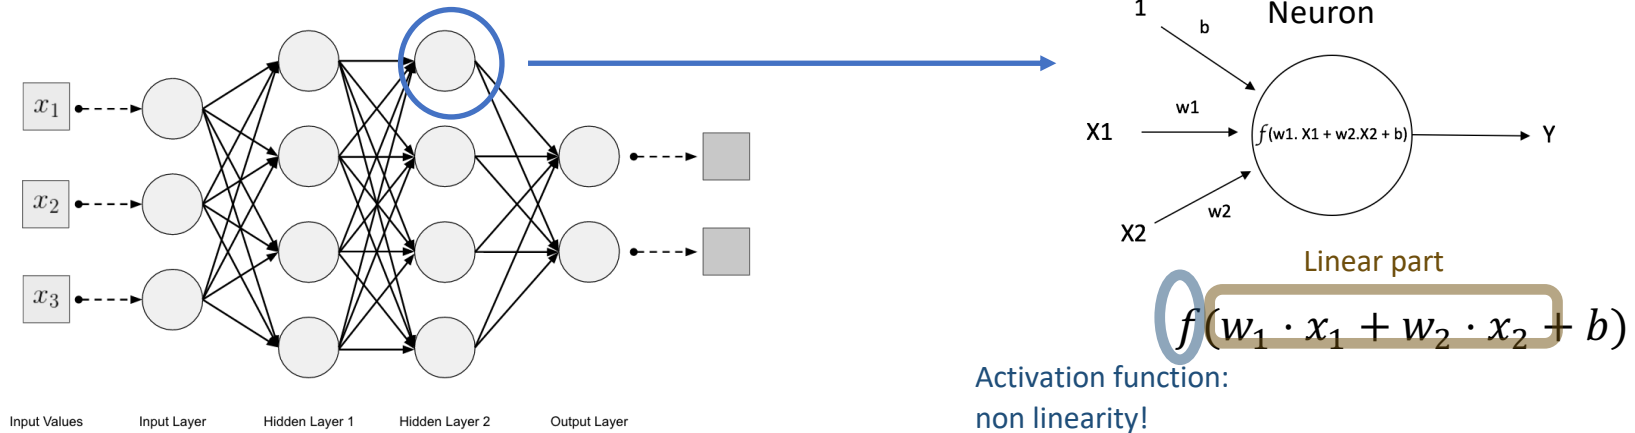 x1
x2
x3
Input Values
Input Layer
Hidden Layer 1
Hidden Layer 2
Output Layer
Neuron
1
b
X1
w1
f(w1. X1 + w2.X2 + b)
Y
X2
w2
Linear part
f(w1 · x1 + w2 · x2 + b)
Activation function:
non linearity!